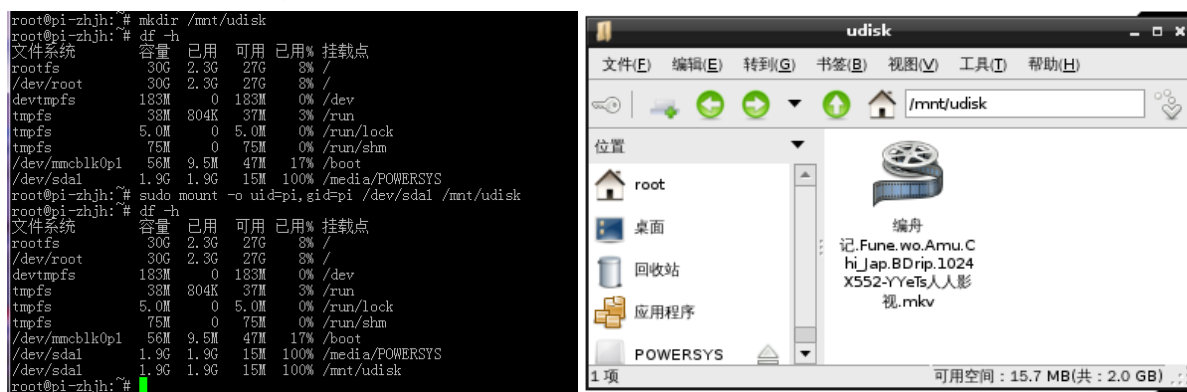 root@pi-zhjh:~# mkdir /mnt/udisk
root@pi-zhjh:~# df -h
文件系统 容量 已用 可用 已用% 挂载点
rootfs 30G 2.3G 27G 8% /
/dev/root 30G 2.3G 27G 8% /
devtmpfs 183M 0 183M 0% /dev
tmpfs 38M 804K 37M 3% /run
tmpfs 5.0M 0 5.0M 0% /run/lock
tmpfs 75M 0 75M 0% /run/shm
/dev/mmcblk0p1 56M 9.5M 47M 17% /boot
/dev/sda1 1.9G 1.9G 15M 100% /media/POWERSYS
root@pi-zhjh:~# sudo mount -o uid=pi,gid=pi /dev/sda1 /mnt/udisk
root@pi-zhjh:~# df -h
文件系统 容量 已用 可用 已用% 挂载点
rootfs 30G 2.3G 27G 8% /
/dev/root 30G 2.3G 27G 8% /
devtmpfs 183M 0 183M 0% /dev
tmpfs 38M 804K 37M 3% /run
tmpfs 5.0M 0 5.0M 0% /run/lock
tmpfs 75M 0 75M 0% /run/shm
/dev/mmcblk0p1 56M 9.5M 47M 17% /boot
/dev/sda1 1.9G 1.9G 15M 100% /media/POWERSYS
/dev/sda1 1.9G 1.9G 15M 100% /mnt/udisk
root@pi-zhjh:~#
udisk
文件(F) 编辑(E) 转到(G) 书签(B) 视图(V) 工具(T) 帮助(H)
/mnt/udisk
位置
root
桌面
回收站
应用程序
POWERSYS
编舟
记.Fune.wo.Amu.C
hi_Jap.BDrip.1024
X552-YYeTs人人影
视.mkv
1 项
可用空间：15.7 MB(共：2.0 GB)